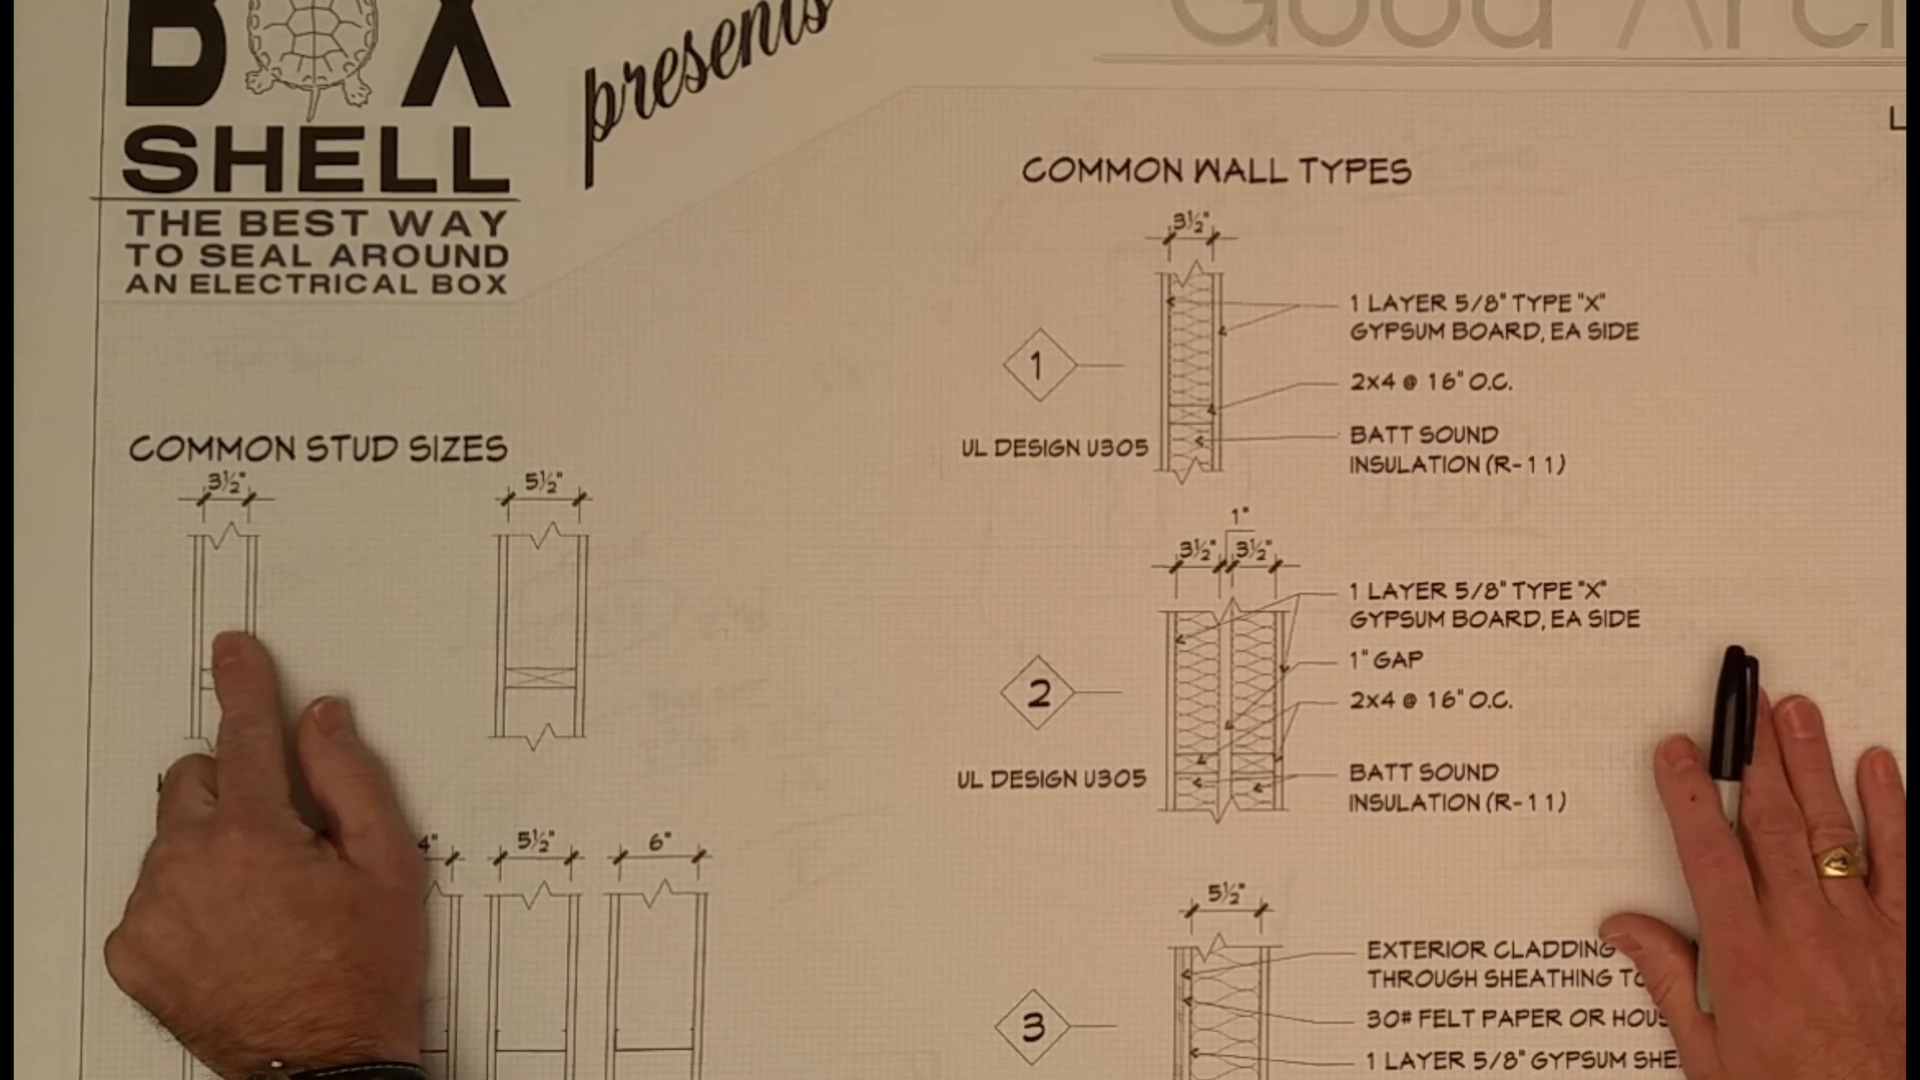 BOX
SHELL
THE BEST WAY
TO SEAL AROUND
AN ELECTRICAL BOX
presents
Good
COMMON STUD SIZES
3½"
5½"
4"
5½"
6"
COMMON WALL TYPES
3½"
1
UL DESIGN U305
1 LAYER 5/8" TYPE "X"
GYPSUM BOARD, EA SIDE
2x4 @ 16" O.C.
BATT SOUND
INSULATION (R-11)
1"
3½" 3½"
2
UL DESIGN U305
1 LAYER 5/8" TYPE "X"
GYPSUM BOARD, EA SIDE
1" GAP
2x4 @ 16" O.C.
BATT SOUND
INSULATION (R-11)
5½"
3
EXTERIOR CLADDING
THROUGH SHEATHING
30# FELT PAPER OR
1 LAYER 5/8" GYPSUM